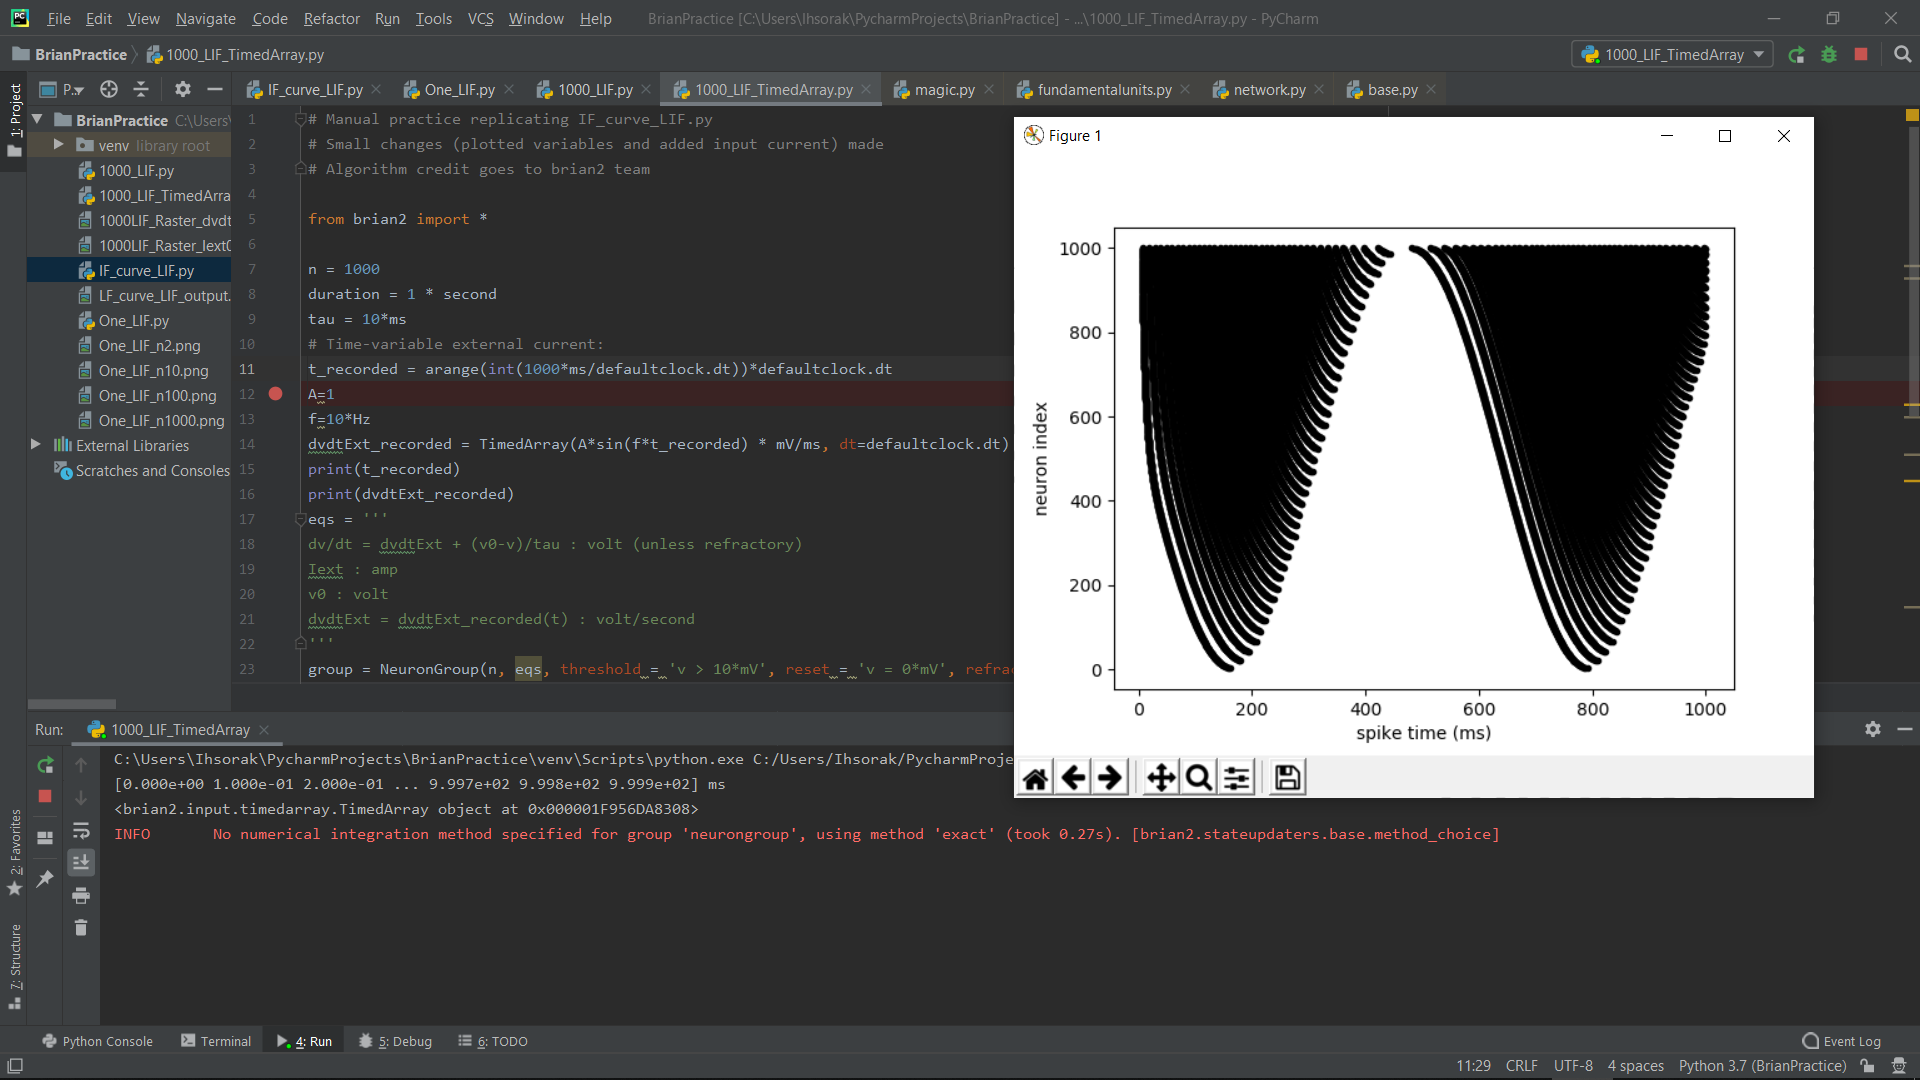 File Edit View Navigate Code Refactor Run Tools VCS Window Help BrianPractice [C:\Users\Ihsorak\PycharmProjects\BrianPractice] - ...\1000_LIF_TimedArray.py - PyCharm
BrianPractice 1000_LIF_TimedArray.py
1000_LIF_TimedArray
P..
IF_curve_LIF.py One_LIF.py 1000_LIF.py 1000_LIF_TimedArray.py magic.py fundamentalunits.py network.py base.py
1: Project
BrianPractice C:\Users\
venv library root
1000_LIF.py
1000_LIF_TimedArra
1000LIF_Raster_dvdt
1000LIF_Raster_Iext0
IF_curve_LIF.py
LF_curve_LIF_output.
One_LIF.py
One_LIF_n2.png
One_LIF_n10.png
One_LIF_n100.png
One_LIF_n1000.png
External Libraries
Scratches and Consoles
1 # Manual practice replicating IF_curve_LIF.py
2 # Small changes (plotted variables and added input current) made
3 # Algorithm credit goes to brian2 team
4
5 from brian2 import *
6
7 n = 1000
8 duration = 1 * second
9 tau = 10*ms
10 # Time-variable external current:
11 t_recorded = arange(int(1000*ms/defaultclock.dt))*defaultclock.dt
12 A=1
13 f=10*Hz
14 dvdtExt_recorded = TimedArray(A*sin(f*t_recorded) * mV/ms, dt=defaultclock.dt)
15 print(t_recorded)
16 print(dvdtExt_recorded)
17 eqs = '''
18 dv/dt = dvdtExt + (v0-v)/tau : volt (unless refractory)
19 Iext : amp
20 v0 : volt
21 dvdtExt = dvdtExt_recorded(t) : volt/second
22 '''
23 group = NeuronGroup(n, eqs, threshold = 'v > 10*mV', reset = 'v = 0*mV', refra
Figure 1
1000
800
600
400
200
0
neuron index
0 200 400 600 800 1000
spike time (ms)
Run: 1000_LIF_TimedArray
C:\Users\Ihsorak\PycharmProjects\BrianPractice\venv\Scripts\python.exe C:/Users/Ihsorak/PycharmProje
[0.000e+00 1.000e-01 2.000e-01 ... 9.997e+02 9.998e+02 9.999e+02] ms
<brian2.input.timedarray.TimedArray object at 0x000001F956DA8308>
INFO No numerical integration method specified for group 'neurongroup', using method 'exact' (took 0.27s). [brian2.stateupdaters.base.method_choice]
2: Favorites
7: Structure
Python Console Terminal 4: Run 5: Debug 6: TODO Event Log
11:29 CRLF UTF-8 4 spaces Python 3.7 (BrianPractice)